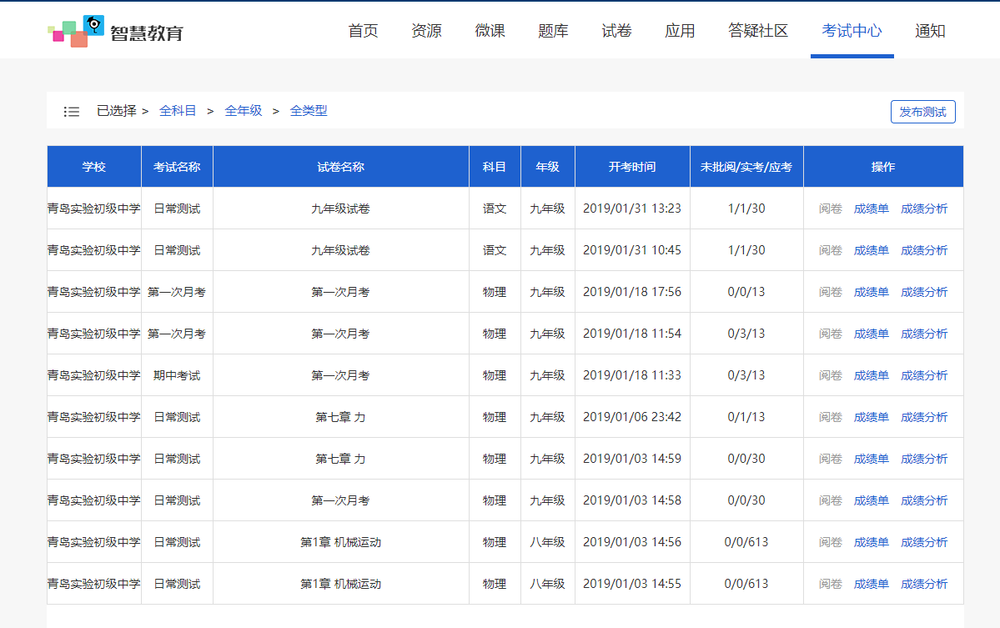 智慧教育 首页 资源 微课 题库 试卷 应用 答疑社区 考试中心 通知
已选择 > 全科目 > 全年级 > 全类型 发布测试
学校 考试名称 试卷名称 科目 年级 开考时间 未批阅/实考/应考 操作
青岛实验初级中学 日常测试 九年级试卷 语文 九年级 2019/01/31 13:23 1/1/30 阅卷 成绩单 成绩分析
青岛实验初级中学 日常测试 九年级试卷 语文 九年级 2019/01/31 10:45 1/1/30 阅卷 成绩单 成绩分析
青岛实验初级中学 第一次月考 第一次月考 物理 九年级 2019/01/18 17:56 0/0/13 阅卷 成绩单 成绩分析
青岛实验初级中学 第一次月考 第一次月考 物理 九年级 2019/01/18 11:54 0/3/13 阅卷 成绩单 成绩分析
青岛实验初级中学 期中考试 第一次月考 物理 九年级 2019/01/18 11:33 0/3/13 阅卷 成绩单 成绩分析
青岛实验初级中学 日常测试 第七章 力 物理 九年级 2019/01/06 23:42 0/1/13 阅卷 成绩单 成绩分析
青岛实验初级中学 日常测试 第七章 力 物理 九年级 2019/01/03 14:59 0/0/30 阅卷 成绩单 成绩分析
青岛实验初级中学 日常测试 第一次月考 物理 九年级 2019/01/03 14:58 0/0/30 阅卷 成绩单 成绩分析
青岛实验初级中学 日常测试 第1章 机械运动 物理 八年级 2019/01/03 14:56 0/0/613 阅卷 成绩单 成绩分析
青岛实验初级中学 日常测试 第1章 机械运动 物理 八年级 2019/01/03 14:55 0/0/613 阅卷 成绩单 成绩分析